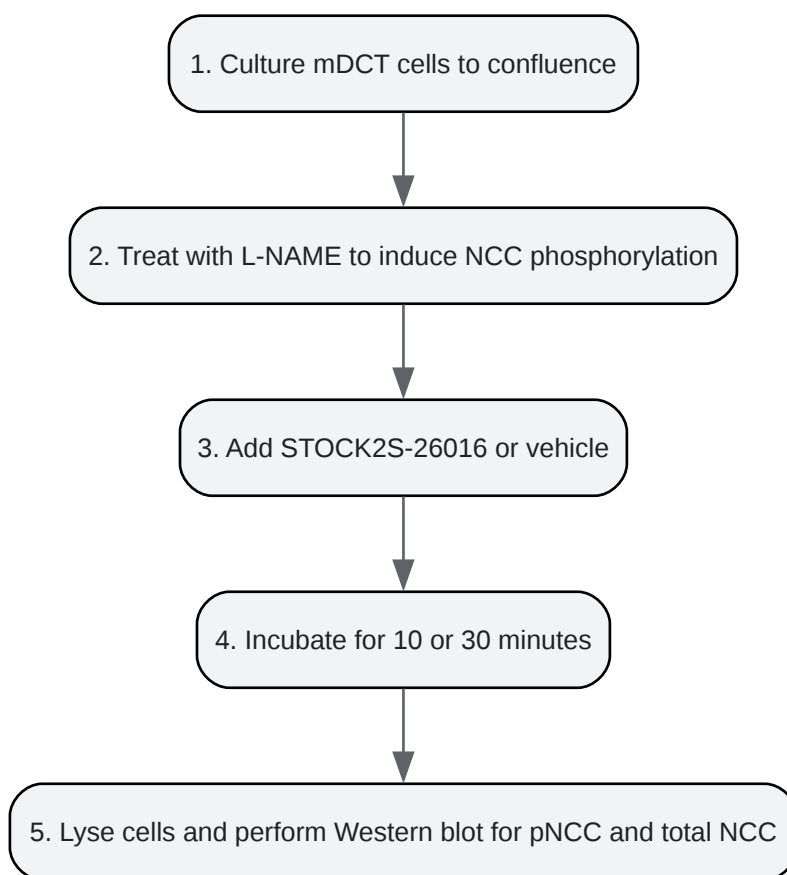 1. Culture mDCT cells to confluence
2. Treat with L-NAME to induce NCC phosphorylation
3. Add STOCK2S-26016 or vehicle
4. Incubate for 10 or 30 minutes
5. Lyse cells and perform Western blot for pNCC and total NCC